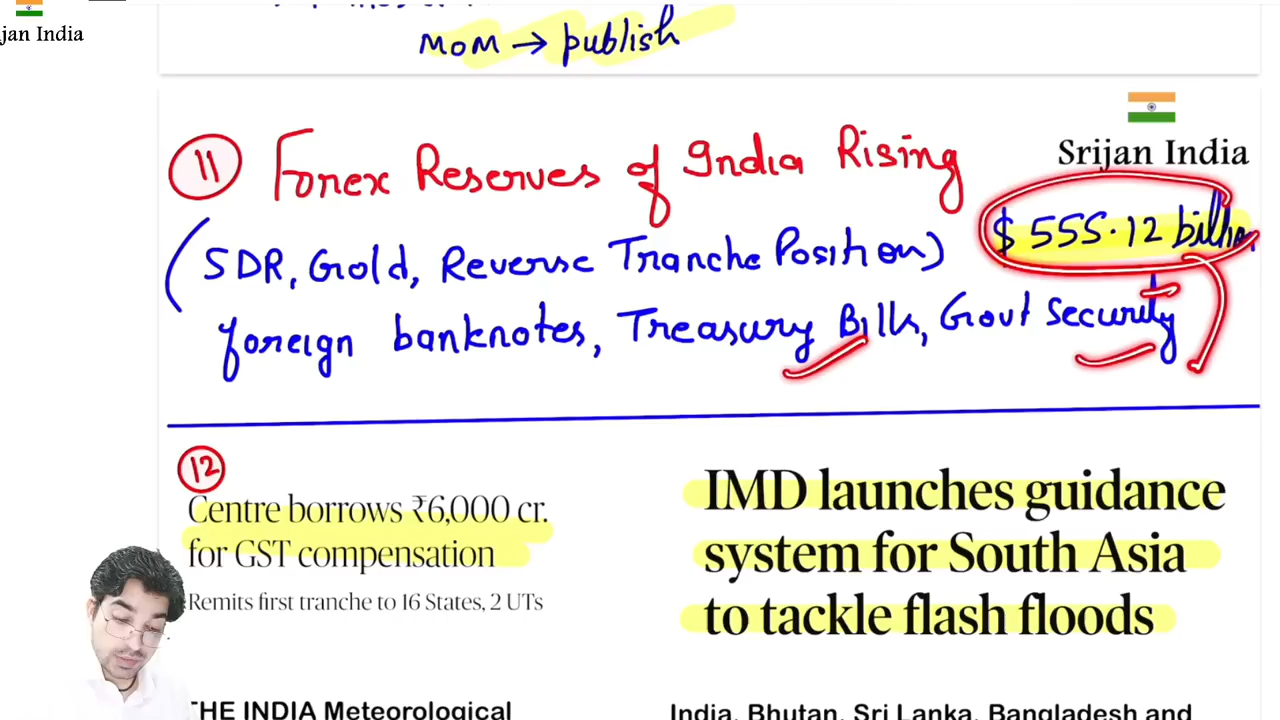 jan India
MOM → publish
Srijan India
11 Forex Reserves of India Rising
$ 555.12 billion
(SDR, Gold, Reverse Tranche Position)
foreign banknotes, Treasury Bills, Govt Security
12
Centre borrows ₹6,000 cr.
for GST compensation
Remits first tranche to 16 States, 2 UTs
IMD launches guidance
system for South Asia
to tackle flash floods
THE INDIA Meteorological
India, Bhutan, Sri Lanka, Bangladesh and